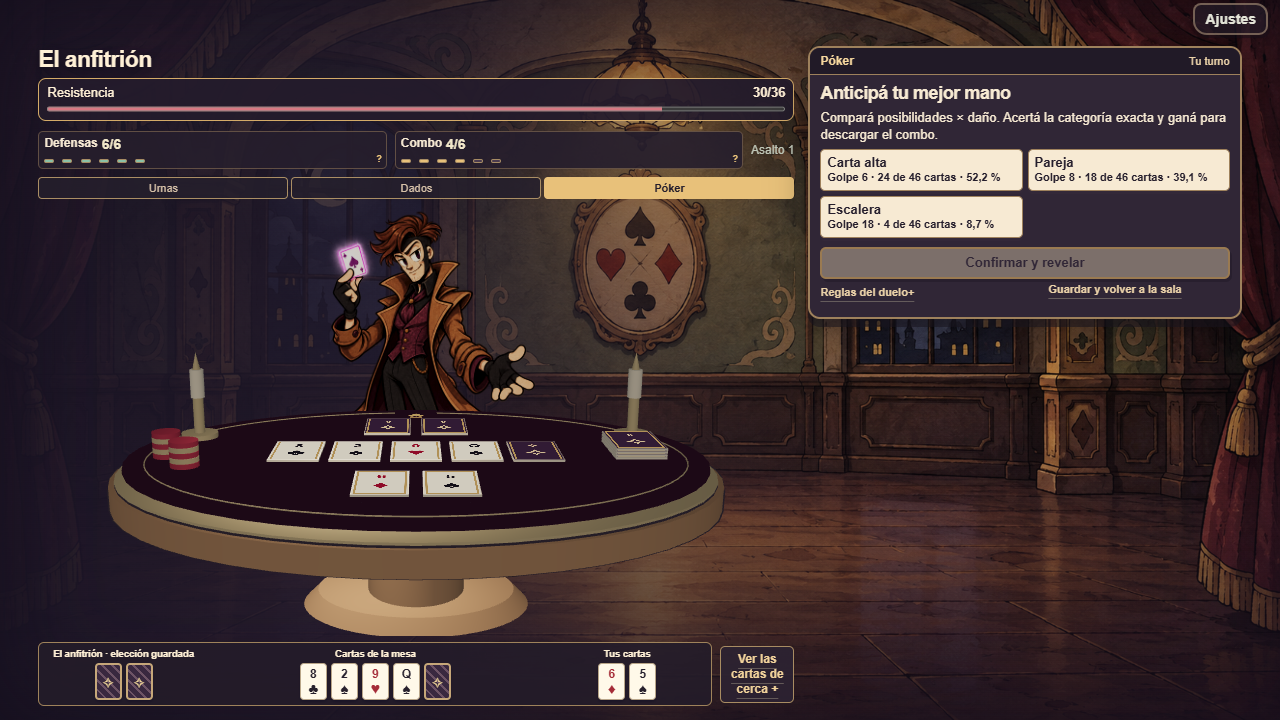 Ajustes
El anfitrión
Resistencia 30/36
Defensas 6/6 ?
Combo 4/6 ?
Asalto 1
Urnas
Dados
Póker
Póker Tu turno
Anticipá tu mejor mano
Compará posibilidades × daño. Acertá la categoría exacta y ganá para
descargar el combo.
Carta alta
Golpe 6 · 24 de 46 cartas · 52,2 %
Pareja
Golpe 8 · 18 de 46 cartas · 39,1 %
Escalera
Golpe 18 · 4 de 46 cartas · 8,7 %
Confirmar y revelar
Reglas del duelo+
Guardar y volver a la sala
El anfitrión · elección guardada
Cartas de la mesa
8♣ 2♠ 9♥ Q♠
Tus cartas
6♦ 5♠
Ver las
cartas de
cerca +